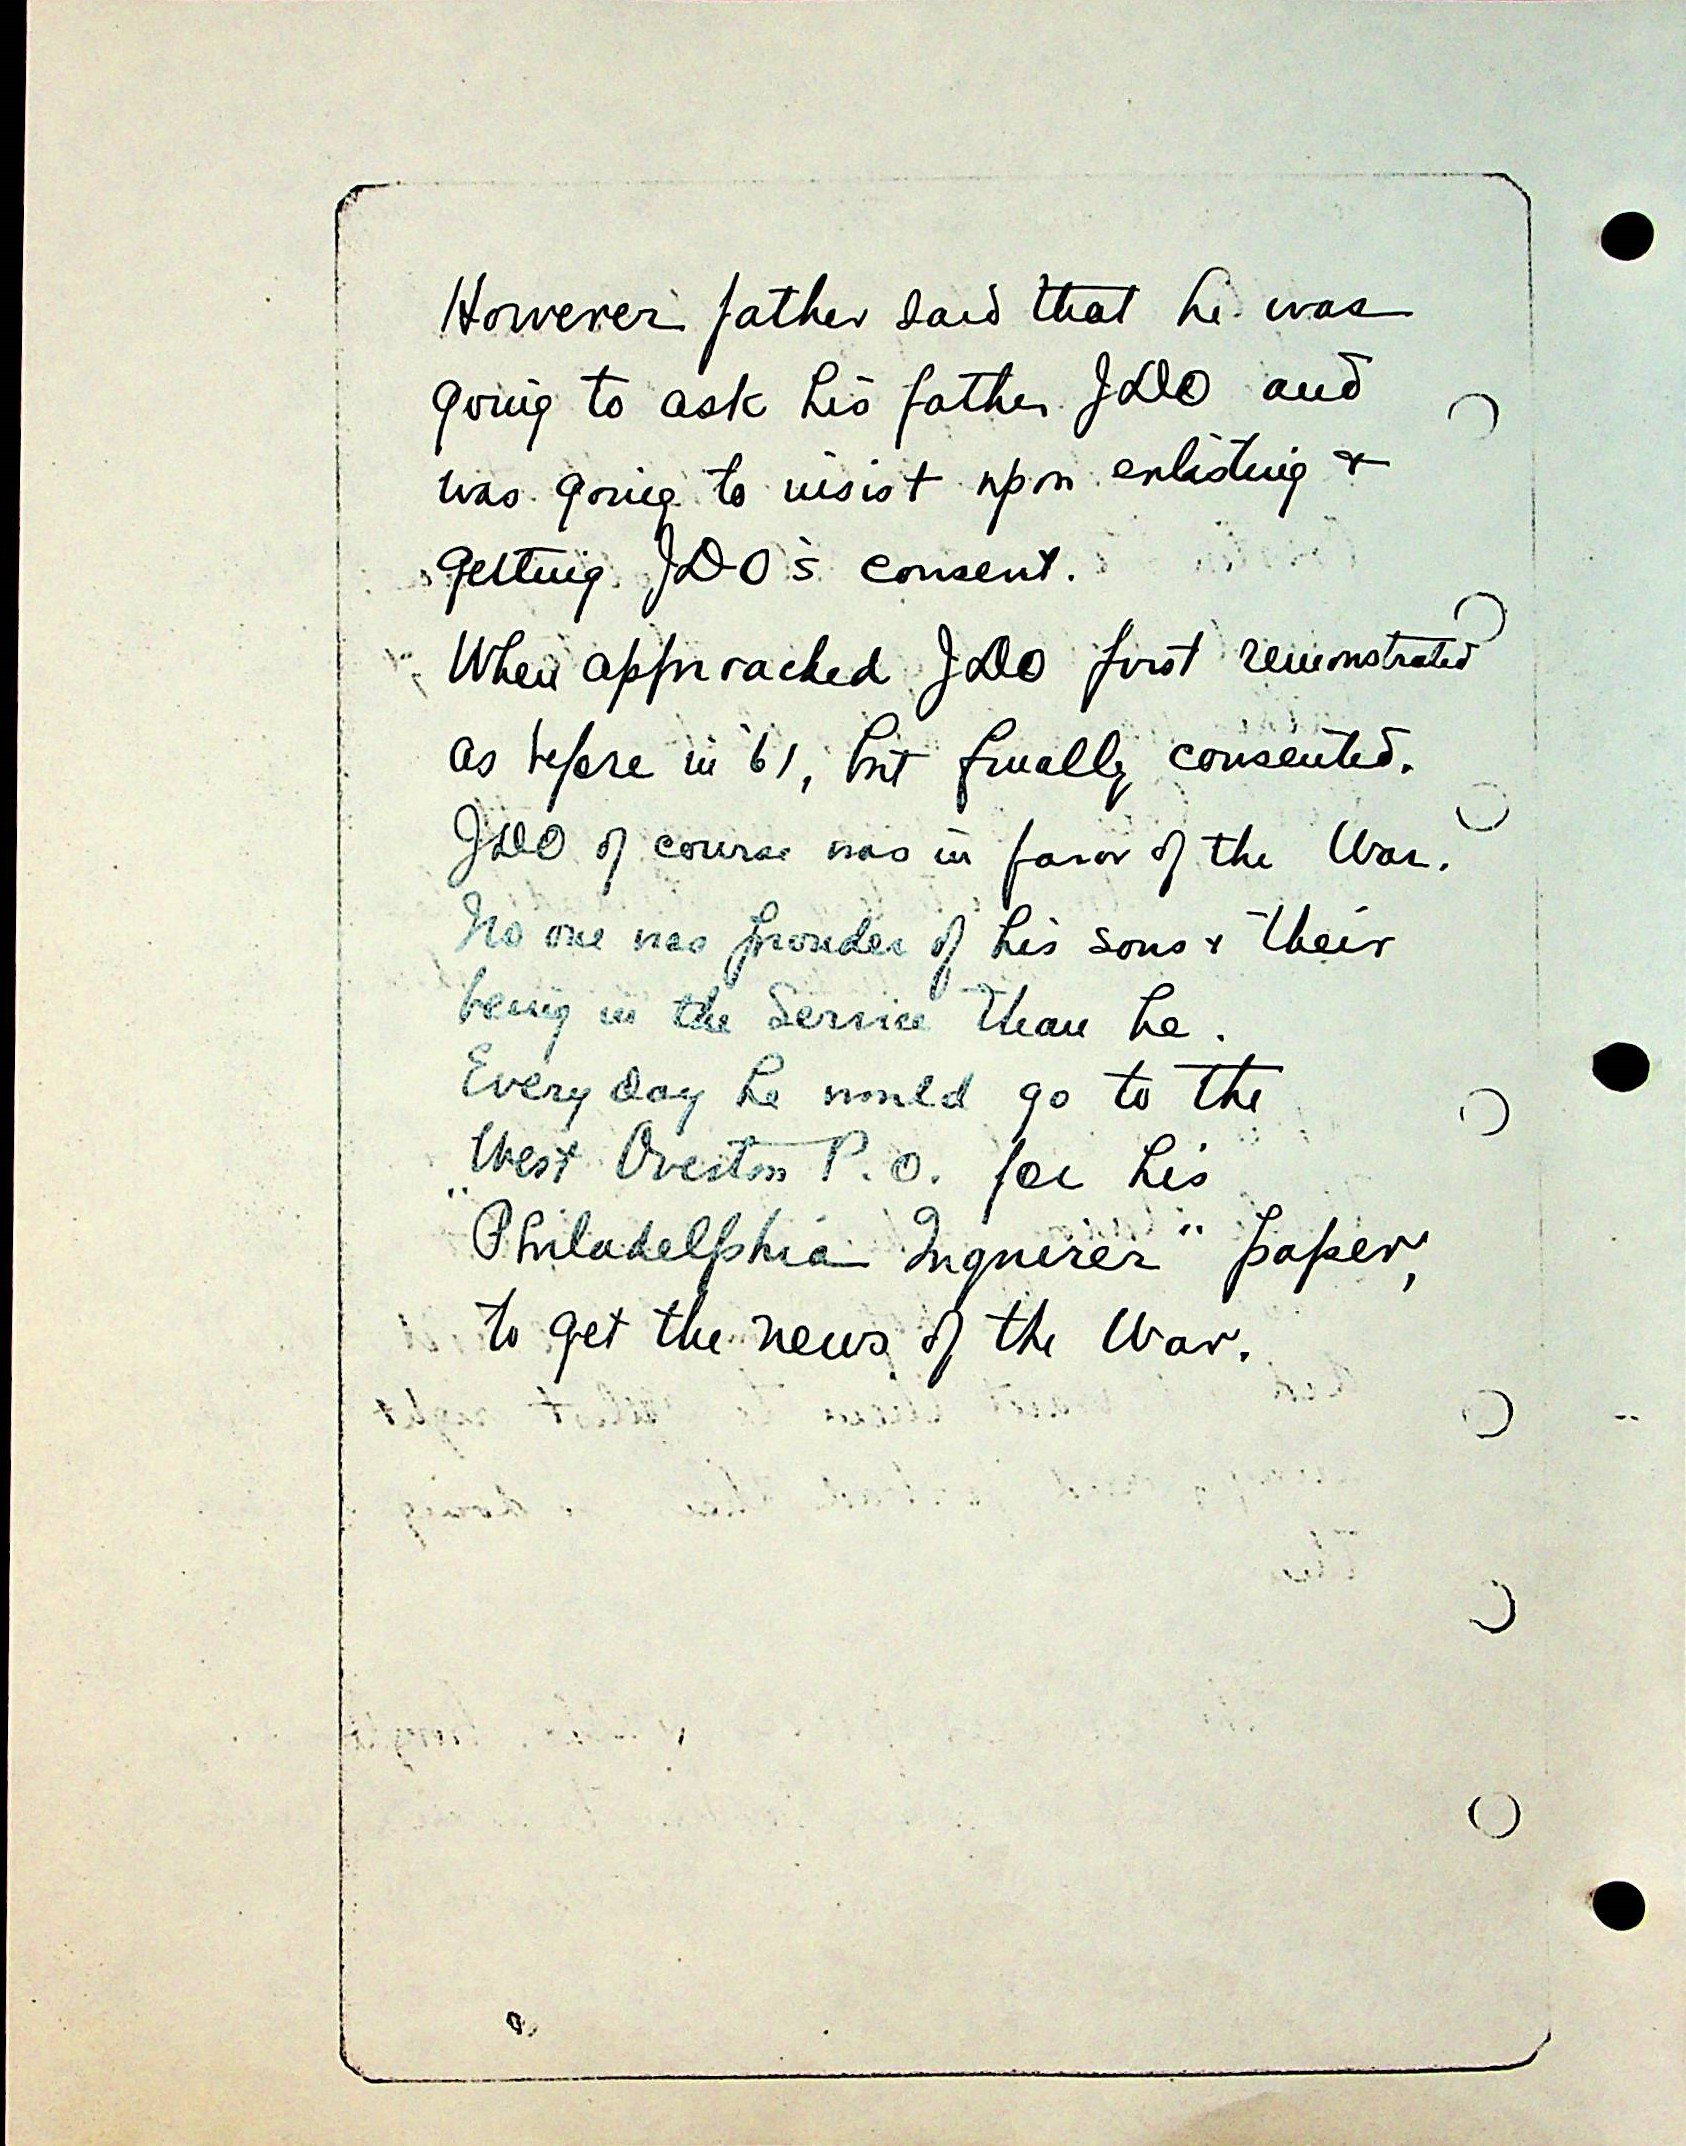 However father said that he was
going to ask his father JDO and
was going to insist upon enlisting &
getting JDO's consent.
When approached JDO first remonstrated
as before in '61, but finally consented.
JDO of course was in favor of the War.
No one was prouder of his sons & their
being in the Service than he.
Every day he would go to the
West Overton P.O. for his
"Philadelphia Inquirer" paper,
to get the news of the War.